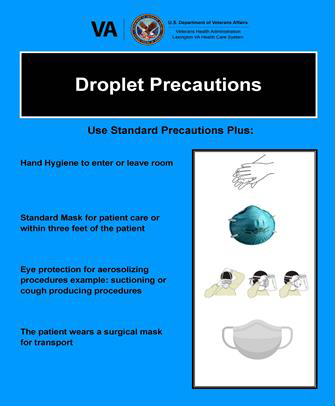 VA
U.S. Department of Veterans Affairs
Veterans Health Administration
Lexington VA Health Care System
Droplet Precautions
Use Standard Precautions Plus:
Hand Hygiene to enter or leave room
Standard Mask for patient care or
within three feet of the patient
Eye protection for aerosolizing
procedures example: suctioning or
cough producing procedures
The patient wears a surgical mask
for transport